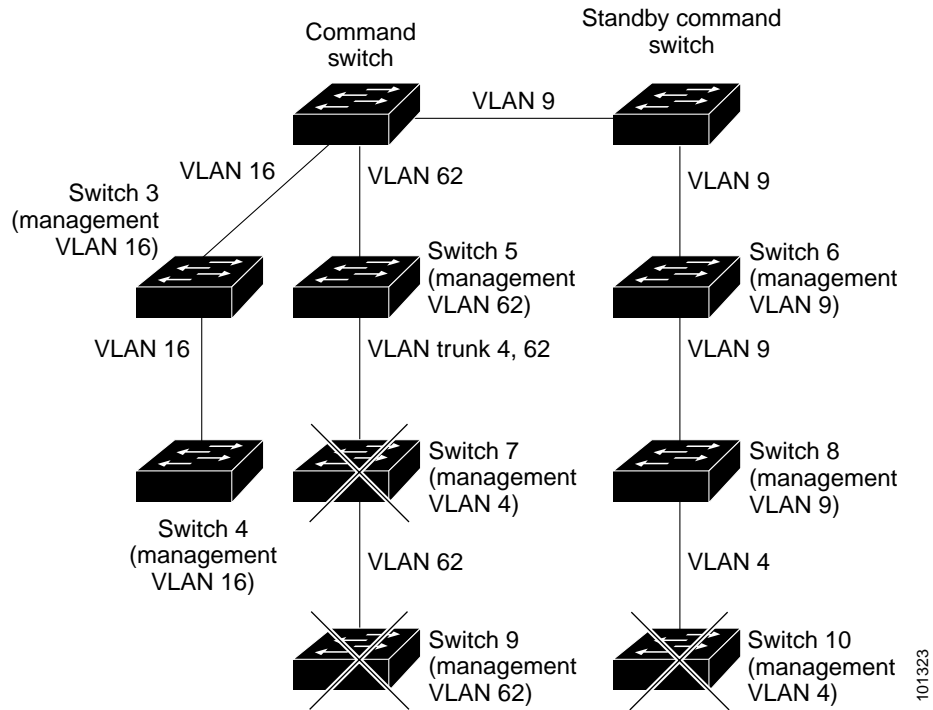 Command
switch
Standby command
switch
VLAN 9
VLAN 16
VLAN 62
VLAN 9
Switch 3
(management
VLAN 16)
Switch 5
(management
VLAN 62)
Switch 6
(management
VLAN 9)
VLAN 16
VLAN trunk 4, 62
VLAN 9
Switch 4
(management
VLAN 16)
Switch 7
(management
VLAN 4)
Switch 8
(management
VLAN 9)
VLAN 62
VLAN 4
Switch 9
(management
VLAN 62)
Switch 10
(management
VLAN 4)
101323